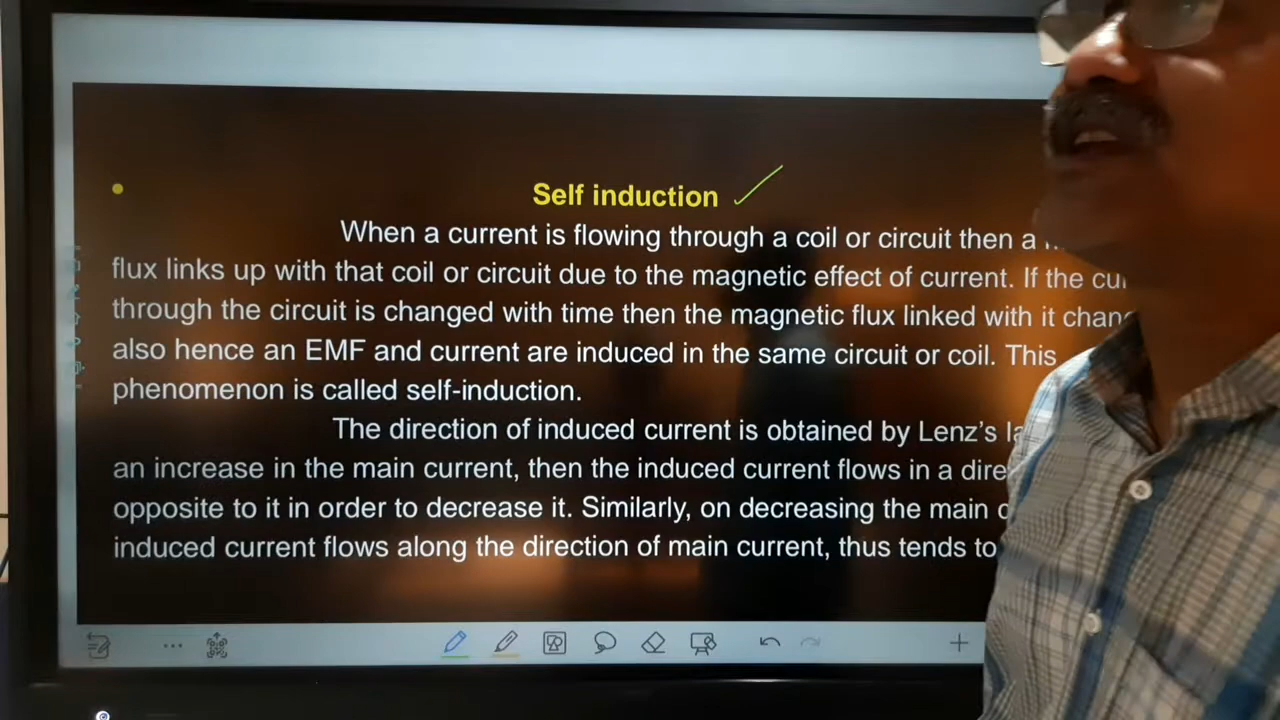 Self induction
When a current is flowing through a coil or circuit then a
flux links up with that coil or circuit due to the magnetic effect of current. If the
through the circuit is changed with time then the magnetic flux linked with it
also hence an EMF and current are induced in the same circuit or coil. This
phenomenon is called self-induction.
The direction of induced current is obtained by Lenz's
an increase in the main current, then the induced current flows in a
opposite to it in order to decrease it. Similarly, on decreasing the main
induced current flows along the direction of main current, thus tends to